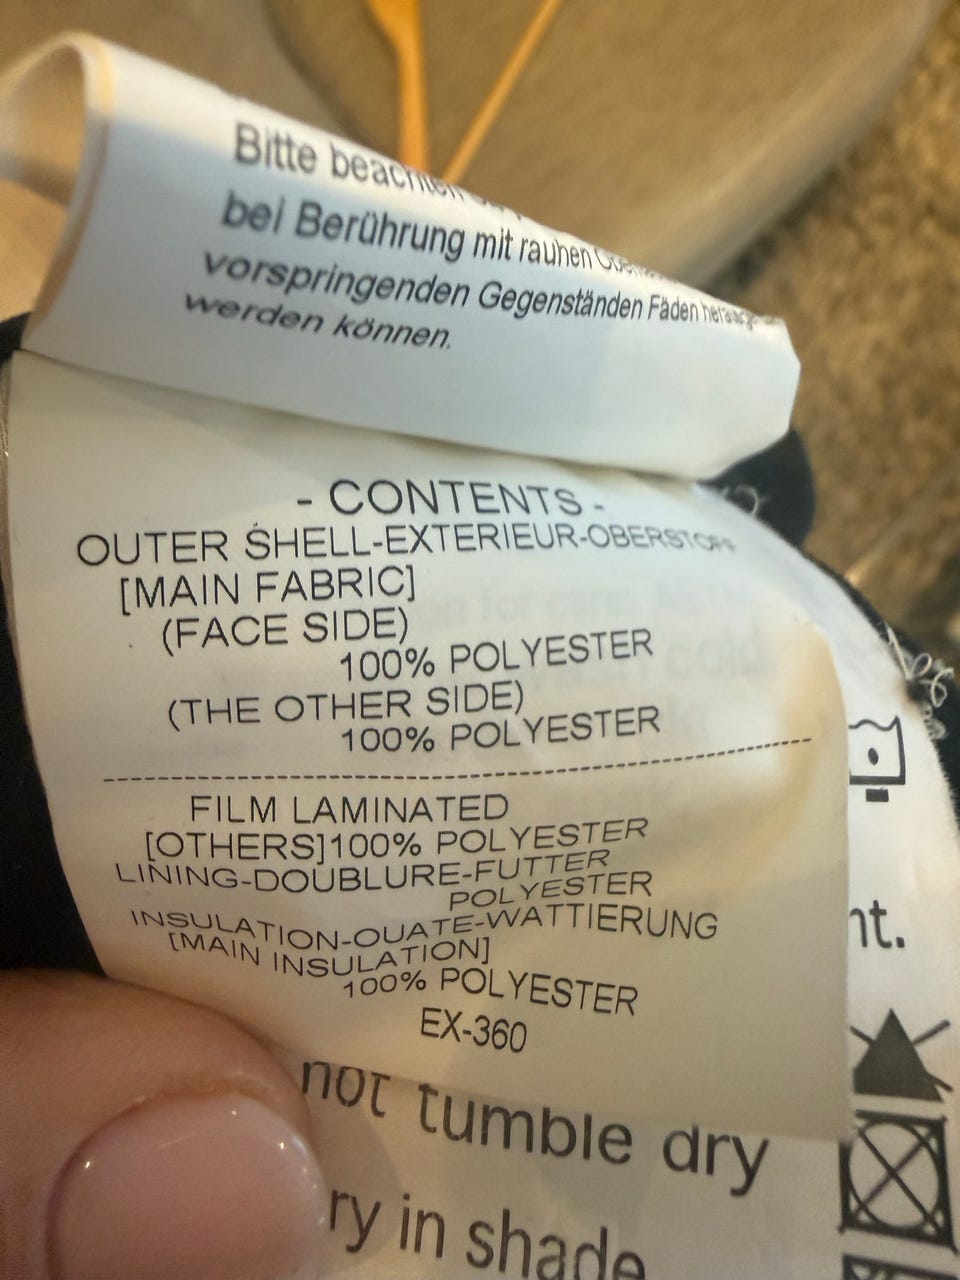 Bitte beachten
bei Berührung mit rauhen
vorspringenden Gegenständen Fäden
werden können.
- CONTENTS -
OUTER SHELL-EXTERIEUR-OBERSTOFF
[MAIN FABRIC]
(FACE SIDE)
100% POLYESTER
(THE OTHER SIDE)
100% POLYESTER
FILM LAMINATED
[OTHERS]100% POLYESTER
LINING-DOUBLURE-FUTTER
POLYESTER
INSULATION-OUATE-WATTIERUNG
[MAIN INSULATION]
100% POLYESTER
EX-360
nt.
not tumble dry
ry in shade